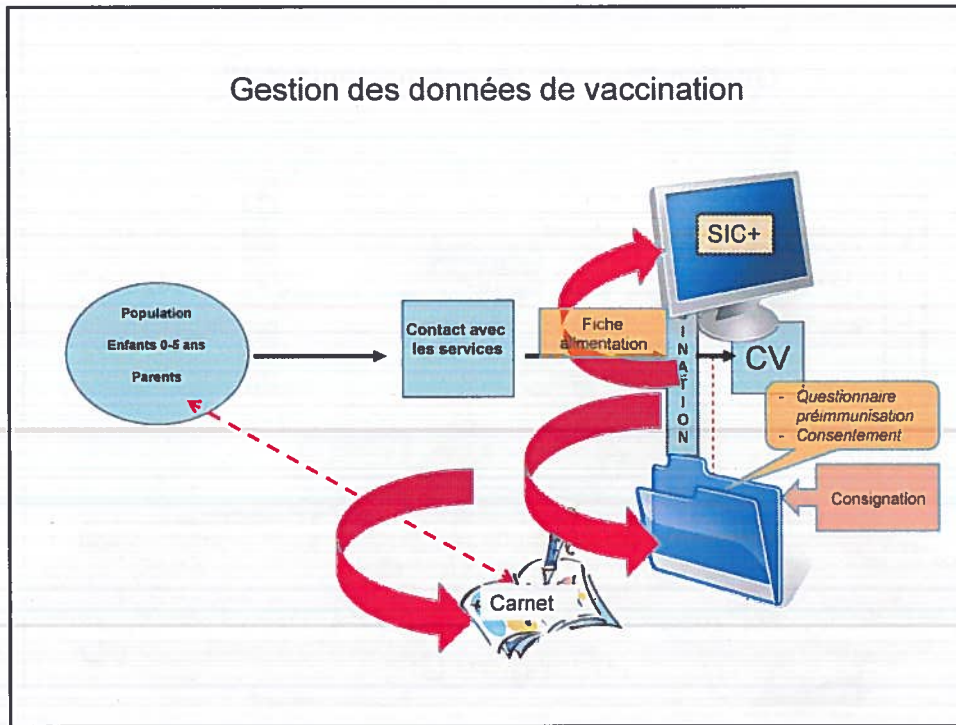 Gestion des données de vaccination
SIC+
Population
Enfants 0-5 ans
Parents
Contact avec
les services
Fiche
alimentation
I
N
A
T
I
O
N
CV
- Questionnaire
préimmunisation
- Consentement
Consignation
Carnet